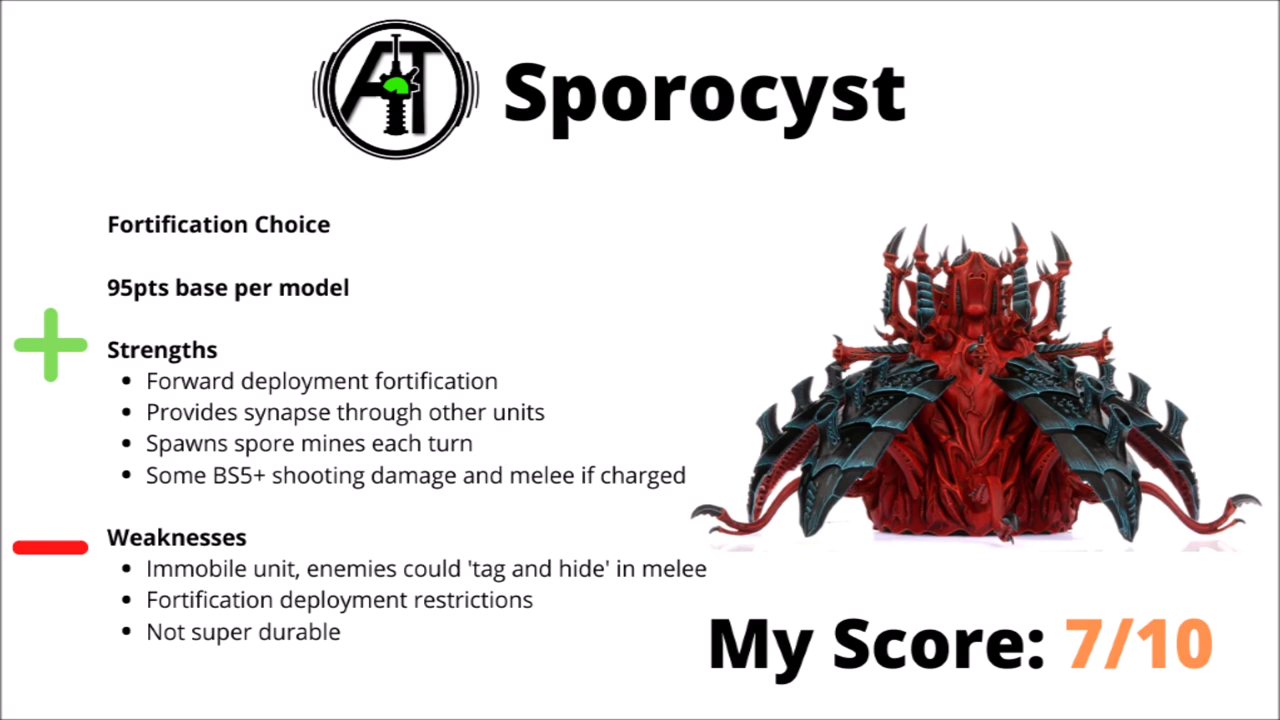 AT
Sporocyst
Fortification Choice
95pts base per model
Strengths
• Forward deployment fortification
• Provides synapse through other units
• Spawns spore mines each turn
• Some BS5+ shooting damage and melee if charged
Weaknesses
• Immobile unit, enemies could 'tag and hide' in melee
• Fortification deployment restrictions
• Not super durable
My Score: 7/10